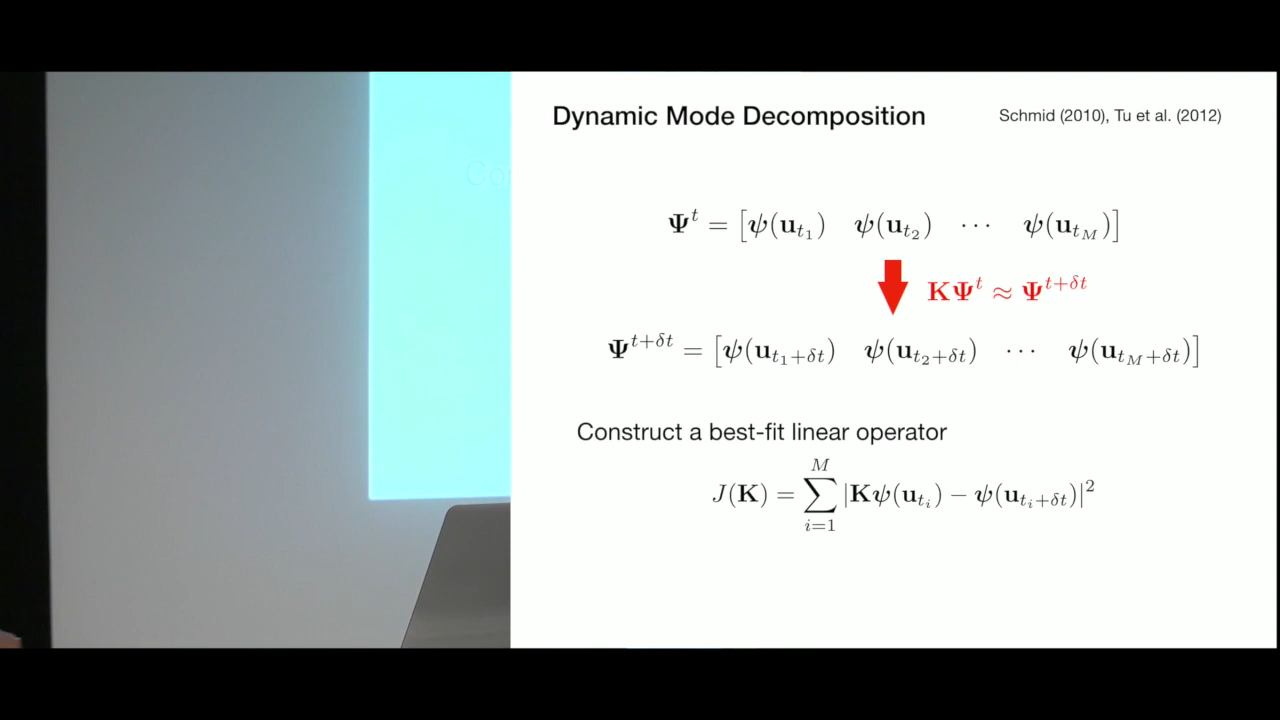 Dynamic Mode Decomposition
Schmid (2010), Tu et al. (2012)
Ψ^t = [ψ(u_{t_1}) ψ(u_{t_2}) ⋯ ψ(u_{t_M})]
KΨ^t ≈ Ψ^{t+δt}
Ψ^{t+δt} = [ψ(u_{t_1+δt}) ψ(u_{t_2+δt}) ⋯ ψ(u_{t_M+δt})]
Construct a best-fit linear operator
J(K) = ∑_{i=1}^{M} |Kψ(u_{t_i}) − ψ(u_{t_i+δt})|^2